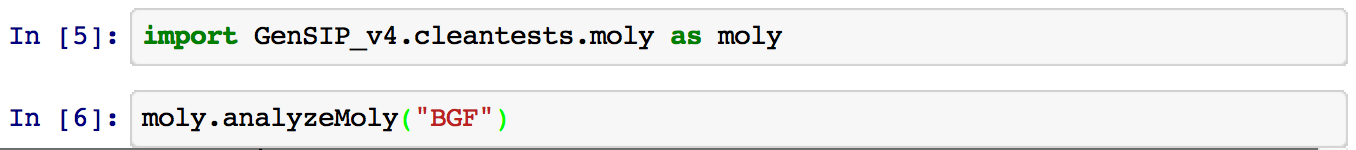 In [5]: import GenSIP_v4.cleantests.moly as moly
In [6]: moly.analyzeMoly("BGF")